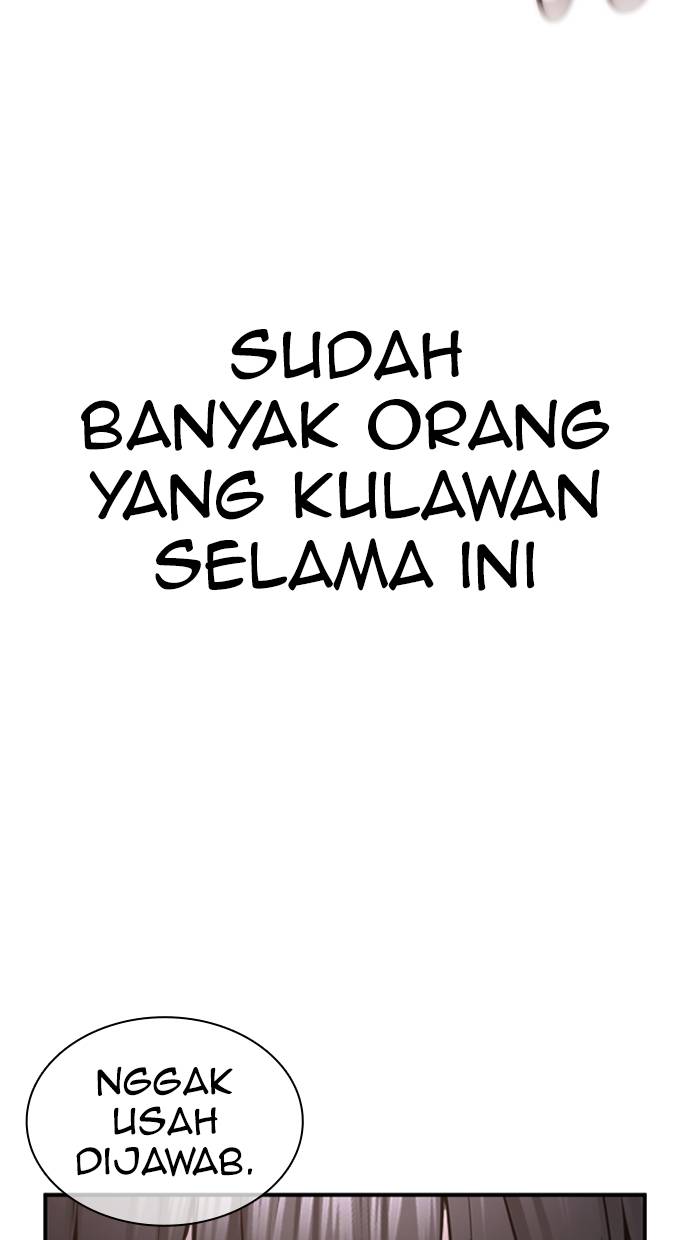 SUDAH
BANYAK ORANG
YANG KULAWAN
SELAMA INI
NGGAK
USAH
DIJAWAB.